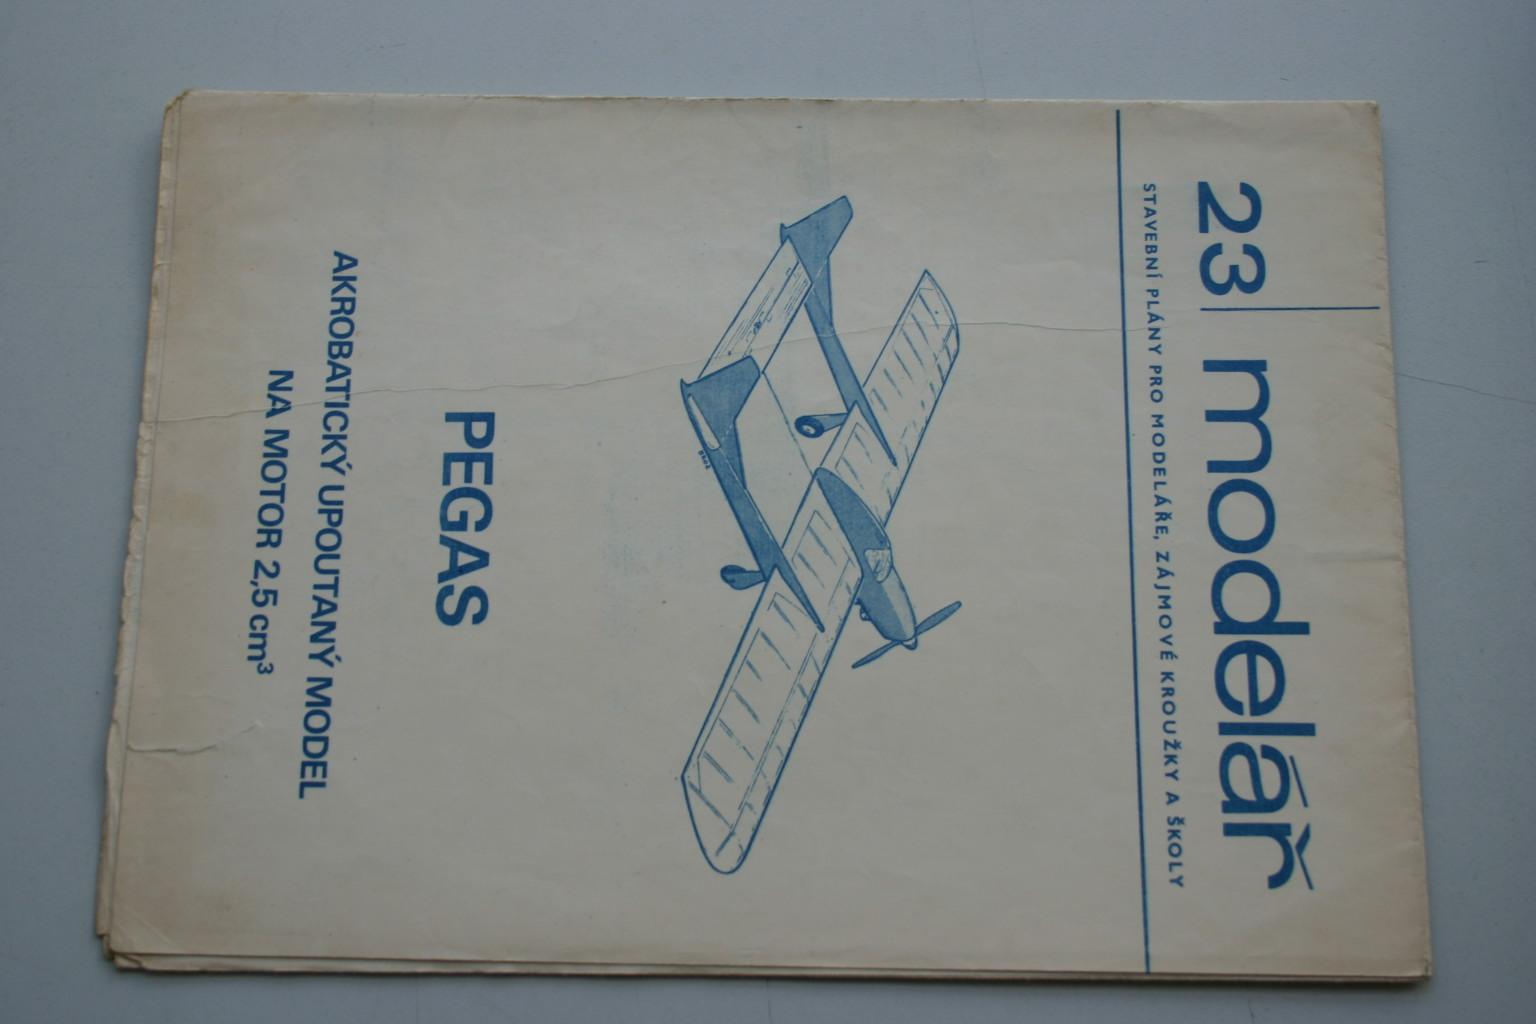 23 modelář
STAVEBNÍ PLÁNY PRO MODELÁŘE, ZÁJMOVÉ KROUŽKY A ŠKOLY
PEGAS
AKROBATICKÝ UPOUTANÝ MODEL
NA MOTOR 2,5 cm³